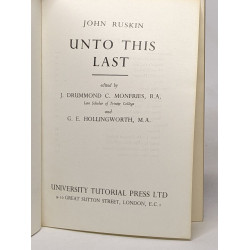 JOHN RUSKIN
UNTO THIS
LAST
edited by
J. DRUMMOND C. MONFRIES, B.A.
Late Scholar of Trinity College
and
G. E. HOLLINGWORTH, M.A.
UNIVERSITY TUTORIAL PRESS LTD
GREAT SUTTON STREET, LONDON, E.C. 1